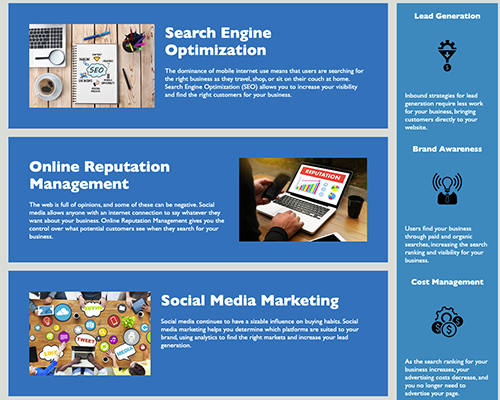 Search Engine
Optimization
The dominance of mobile internet use means that users are searching for
the right business as they travel, shop, or sit on their couch at home.
Search Engine Optimization (SEO) allows you to increase your visibility
and find the right customers for your business.
SEO
Online Reputation
Management
The web is full of opinions, and some of these can be negative. Social
media allows anyone with an internet connection to say whatever they
want about your business. Online Reputation Management gives you the
control over what potential customers see when they search for your
business.
REPUTATION
Social Media Marketing
Social media continues to have a sizable influence on buying habits. Social
media marketing helps you determine which platforms are suited to your
brand, using analytics to find the right markets and increase your lead
generation.
LIKE
TWEET
MEDIA
Lead Generation
Inbound strategies for lead
generation require less work
for your business, bringing
customers directly to your
website.
Brand Awareness
Users find your business
through paid and organic
searches, increasing the search
ranking and visibility for your
business.
Cost Management
As the search ranking for your
business increases, your
advertising costs decrease, and
you no longer need to
advertise your page.